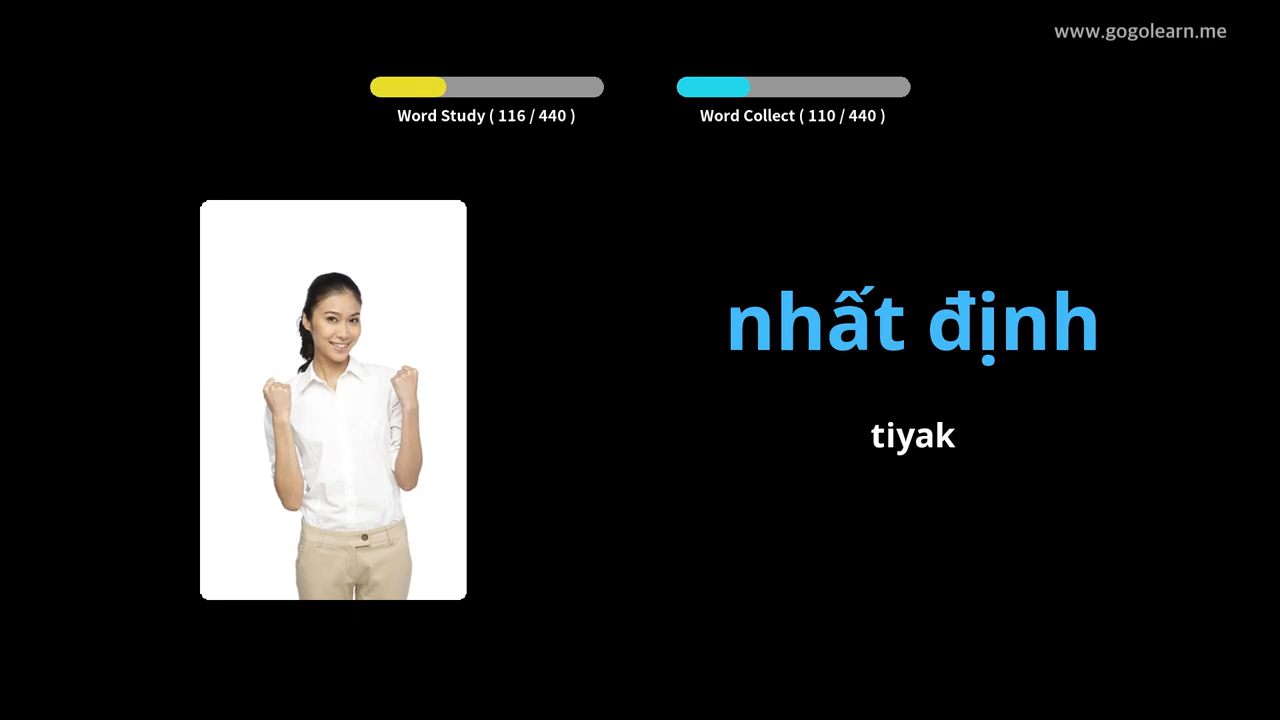 www.gogolearn.me
Word Study ( 116 / 440 )
Word Collect ( 110 / 440 )
nhất định
tiyak